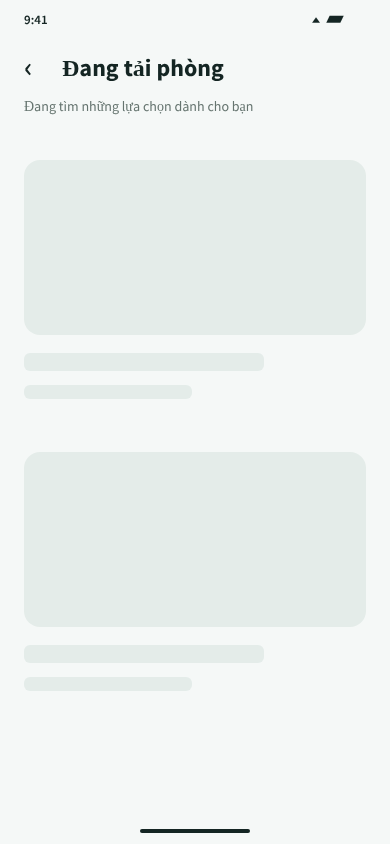 9:41
Đang tải phòng
Đang tìm những lựa chọn dành cho bạn